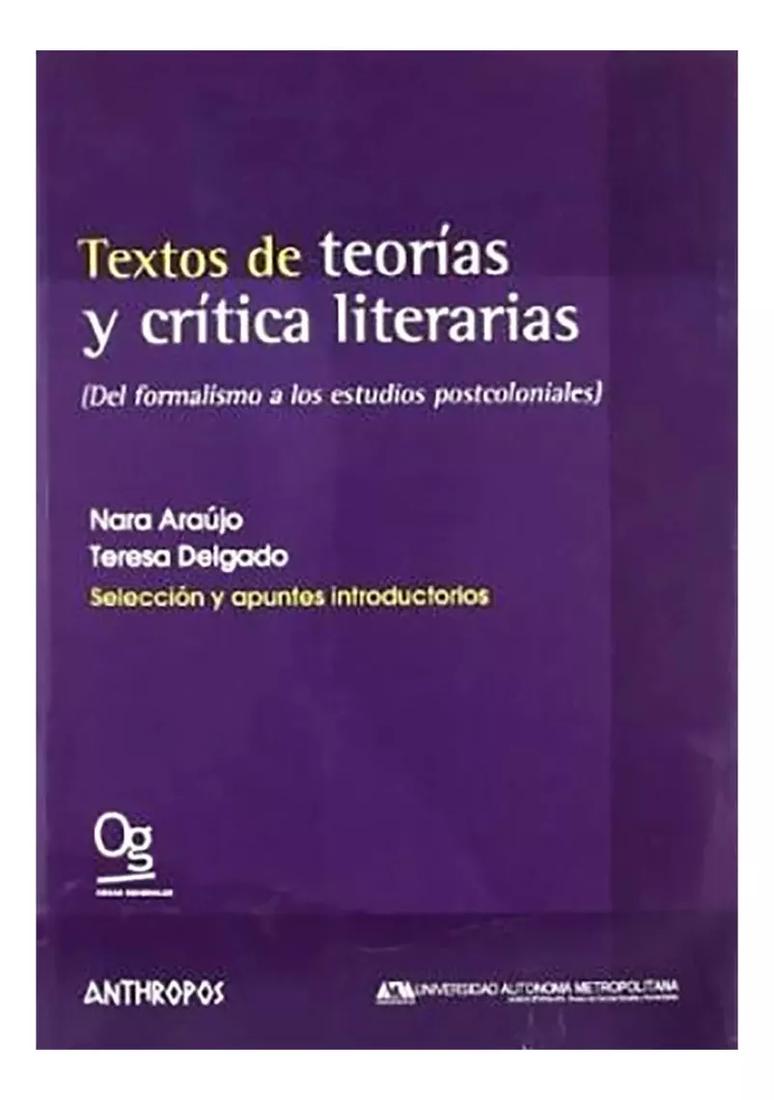 Textos de teorías
y crítica literarias
(Del formalismo a los estudios postcoloniales)
Nara Araújo
Teresa Delgado
Selección y apuntes introductorios
Og
ANTHROPOS
UNIVERSIDAD AUTONOMA METROPOLITANA